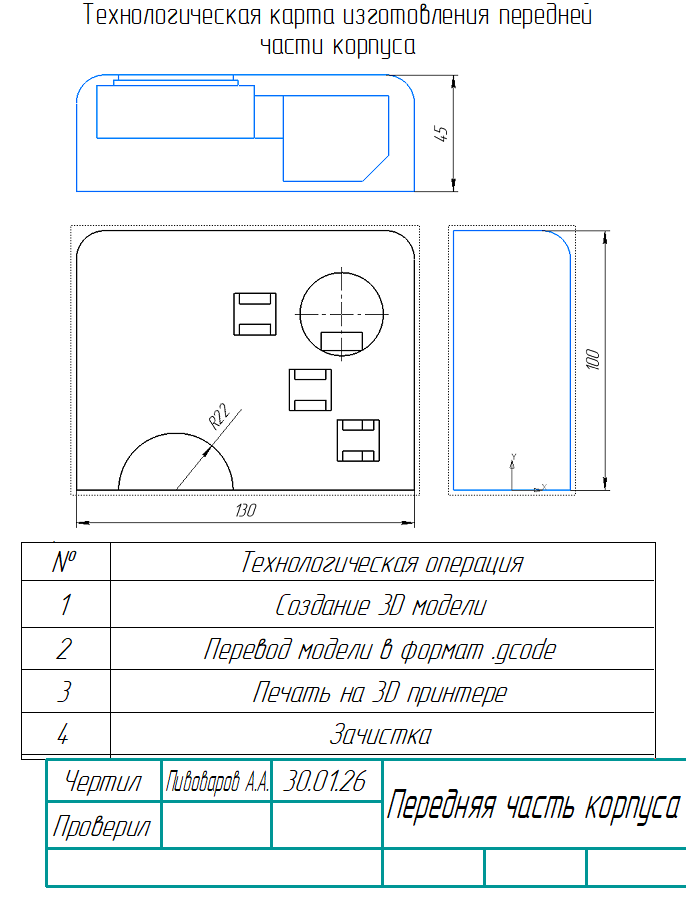 Технологическая карта изготовления передней
части корпуса
45
R22
100
Y
X
130
№ Технологическая операция
1 Создание 3D модели
2 Перевод модели в формат .gcode
3 Печать на 3D принтере
4 Зачистка
Чертил Пивоваров А.А. 30.01.26
Передняя часть корпуса
Проверил